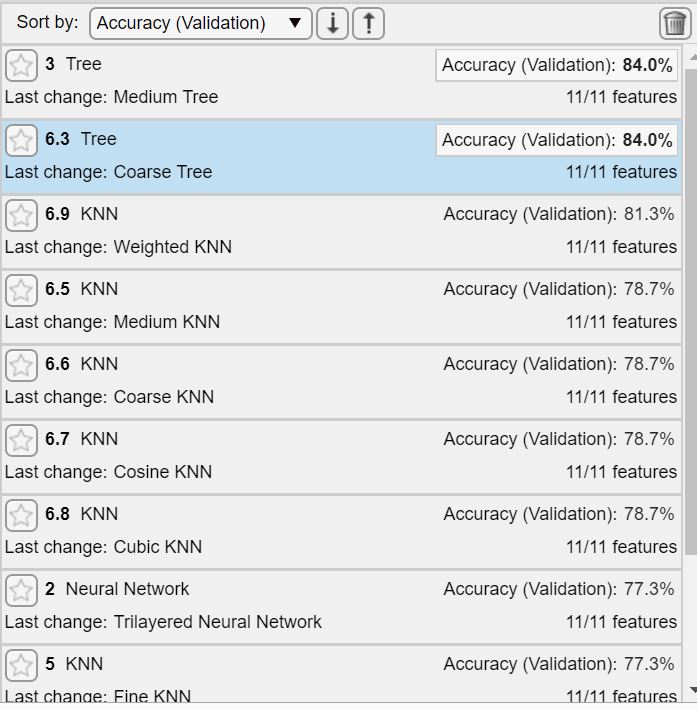 Sort by: Accuracy (Validation)
3 Tree Accuracy (Validation): 84.0%
Last change: Medium Tree 11/11 features
6.3 Tree Accuracy (Validation): 84.0%
Last change: Coarse Tree 11/11 features
6.9 KNN Accuracy (Validation): 81.3%
Last change: Weighted KNN 11/11 features
6.5 KNN Accuracy (Validation): 78.7%
Last change: Medium KNN 11/11 features
6.6 KNN Accuracy (Validation): 78.7%
Last change: Coarse KNN 11/11 features
6.7 KNN Accuracy (Validation): 78.7%
Last change: Cosine KNN 11/11 features
6.8 KNN Accuracy (Validation): 78.7%
Last change: Cubic KNN 11/11 features
2 Neural Network Accuracy (Validation): 77.3%
Last change: Trilayered Neural Network 11/11 features
5 KNN Accuracy (Validation): 77.3%
Last change: Fine KNN 11/11 features